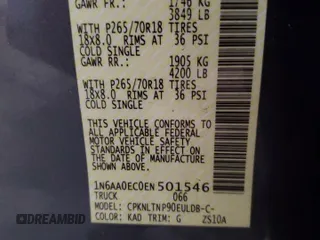 GAWR FR.: 1746 KG
3849 LB
WITH P265/70R18 TIRES
18x8.0 RIMS AT 36 PSI
COLD SINGLE
GAWR RR.: 1905 KG
4200 LB
WITH P265/70R18 TIRES
18x8.0 RIMS AT 36 PSI
COLD SINGLE
THIS VEHICLE CONFORMS TO
ALL APPLICABLE U.S. FEDERAL
MOTOR VEHICLE SAFETY
STANDARDS IN EFFECT ON THE
DATE OF MANUFACTURE SHOWN
ABOVE.
1N6AA0EC0EN501546
TRUCK 066
MODEL: CPKNLTNP90EULDB-C-
COLOR: KAD TRIM: G ZS10A
DREAMBID